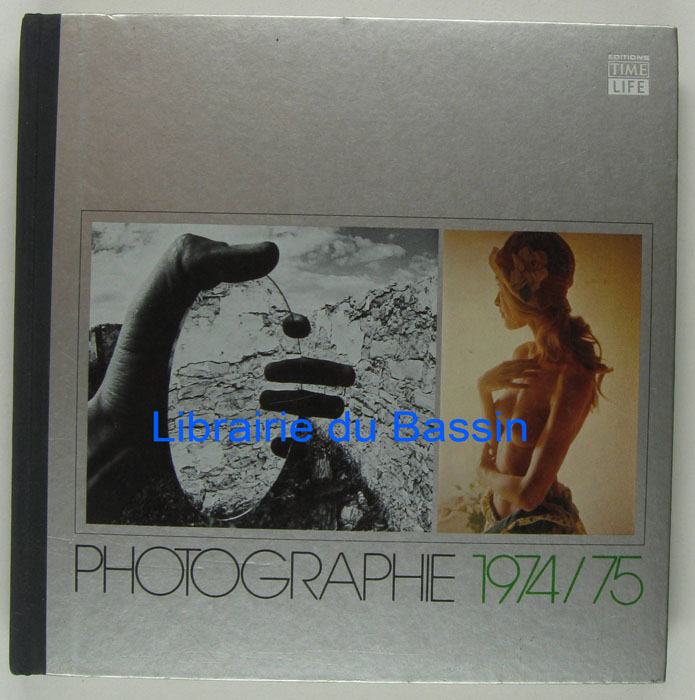 EDITIONS
TIME
LIFE
Librairie du Bassin
PHOTOGRAPHIE 1974/75